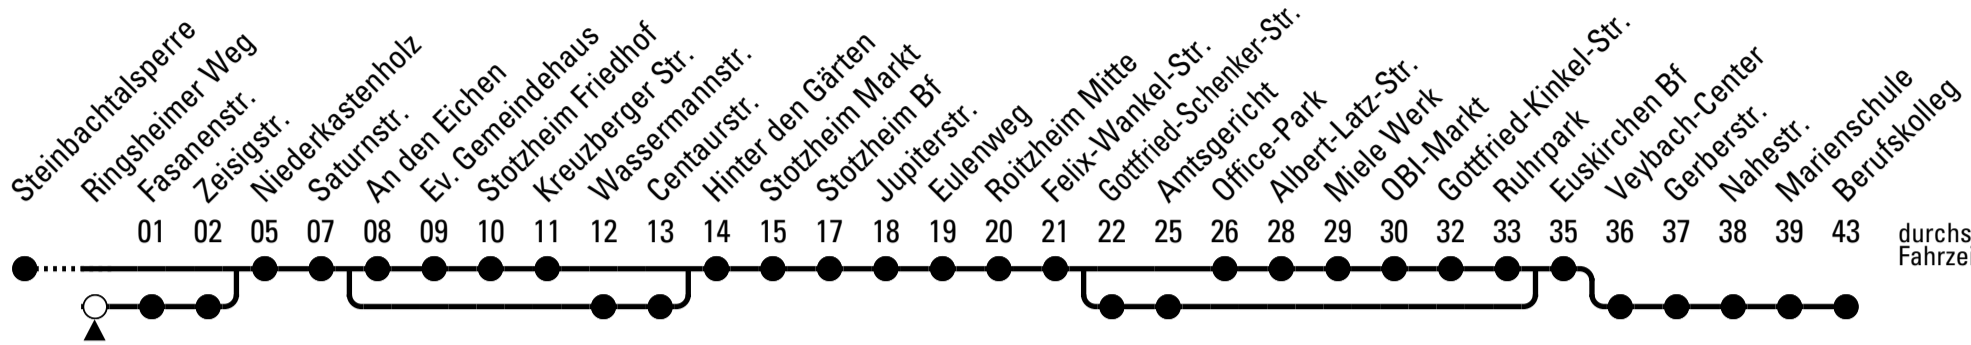 Steinbachtalsperre
Ringsheimer Weg
Fasanenstr.
Zeisigstr.
Niederkastenholz
Saturnstr.
An den Eichen
Ev. Gemeindehaus
Stotzheim Friedhof
Kreuzberger Str.
Wassermannstr.
Centaurstr.
Hinter den Gärten
Stotzheim Markt
Stotzheim Bf
Jupiterstr.
Eulenweg
Roitzheim Mitte
Felix-Wankel-Str.
Gottfried-Schenker-Str.
Amtsgericht
Office-Park
Albert-Latz-Str.
Miele Werk
OBI-Markt
Gottfried-Kinkel-Str.
Ruhrpark
Euskirchen Bf
Veybach-Center
Gerberstr.
Nahestr.
Marienschule
Berufskolleg
01 02 05 07 08 09 10 11 12 13 14 15 17 18 19 20 21 22 25 26 28 29 30 32 33 35 36 37 38 39 43
durchs
Fahrzei